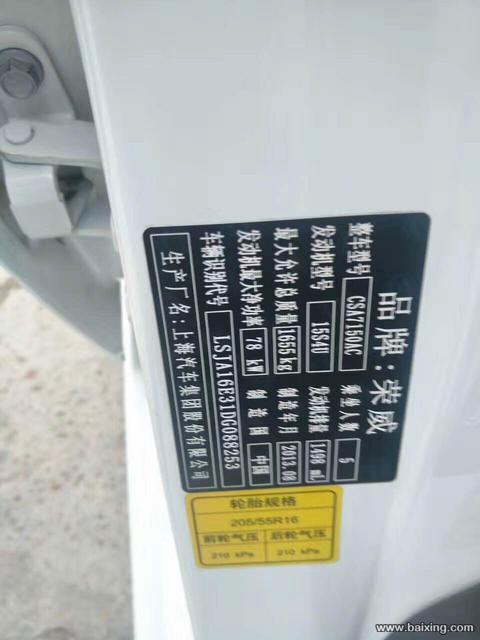 品牌：荣威
整车型号 CSA7150AC 乘坐人数 5
发动机型号 15S4U 发动机排量 1498 mL
最大允许总质量 1655kg 制造年月 2013.08
发动机最大净功率 78 kW 制造国 中国
车辆识别代号 LSJA16E31DG088253
生产厂名：上海汽车集团股份有限公司
轮胎规格
205/55R16
前轮气压 后轮气压
210 kPa 210 kPa
www.baixing.com